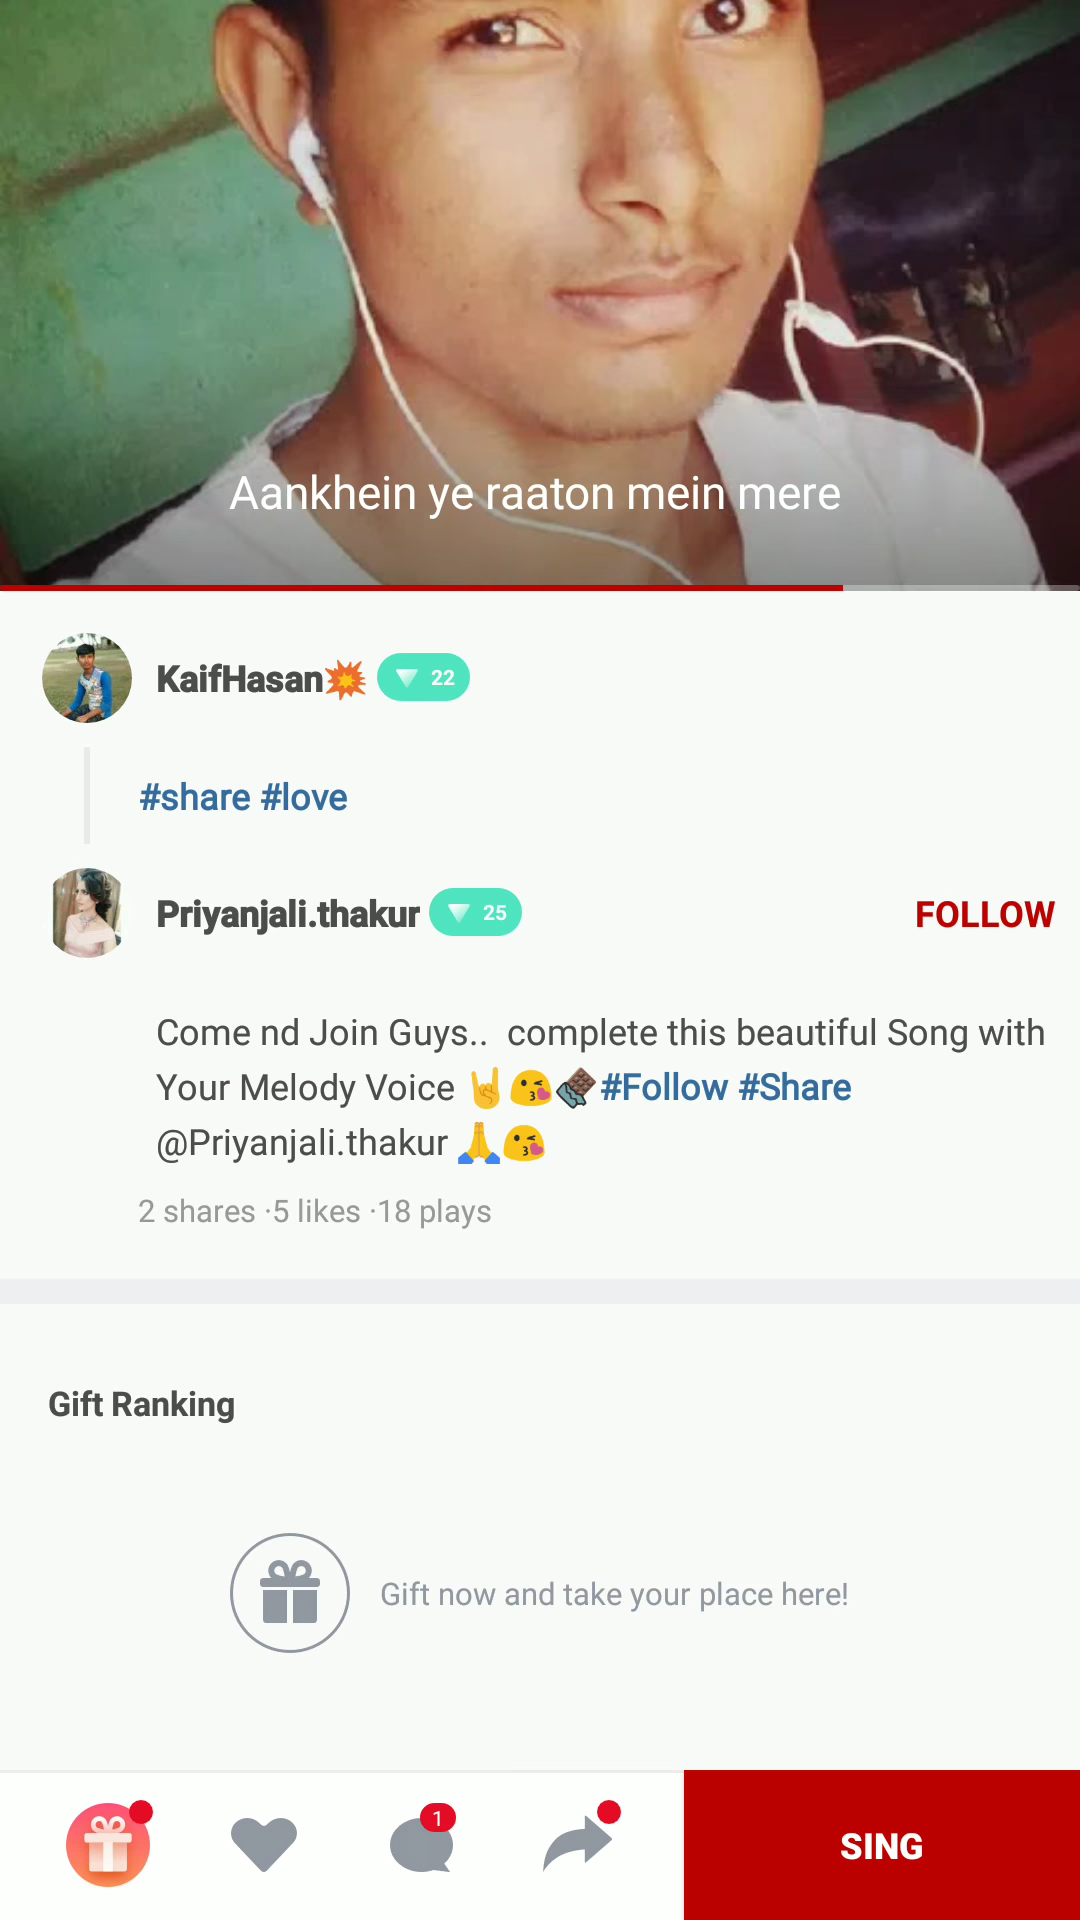 Aankhein ye raaton mein mere
KaifHasan💥 22
#share #love
Priyanjali.thakur 25 FOLLOW
Come nd Join Guys..  complete this beautiful Song with
Your Melody Voice 🤘😘🍫#Follow #Share
@Priyanjali.thakur 🙏😘
2 shares ·5 likes ·18 plays
Gift Ranking
Gift now and take your place here!
1
SING